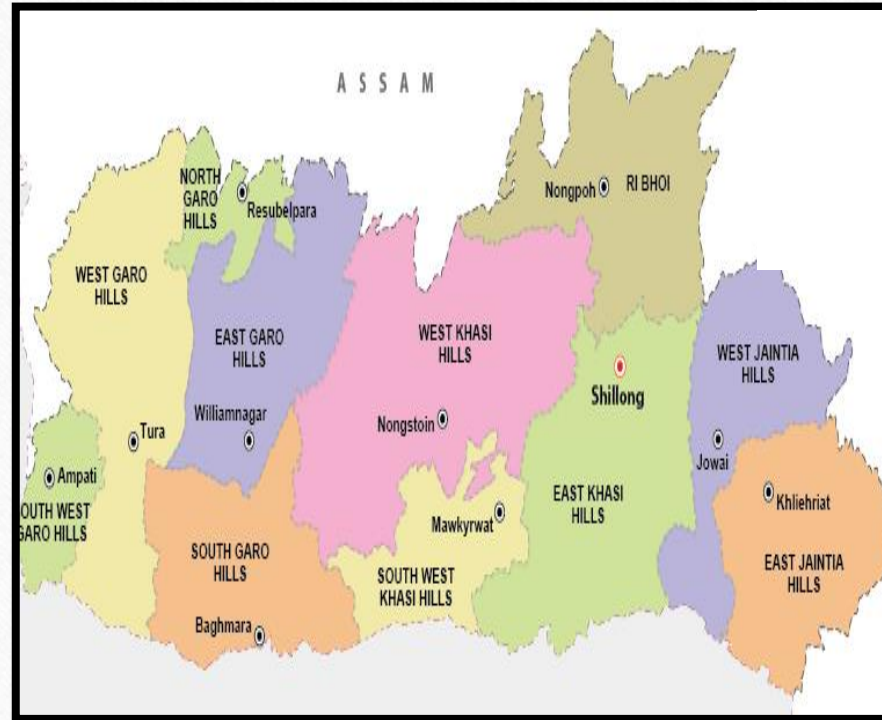 A S S A M
NORTH
GARO
HILLS
Resubelpara
Nongpoh
RI BHOI
WEST GARO
HILLS
EAST GARO
HILLS
WEST KHASI
HILLS
WEST JAINTIA
HILLS
Shillong
Williamnagar
Nongstoin
Tura
Jowai
Ampati
OUTH WEST
GARO HILLS
Mawkyrwat
EAST KHASI
HILLS
Khliehriat
SOUTH GARO
HILLS
SOUTH WEST
KHASI HILLS
EAST JAINTIA
HILLS
Baghmara